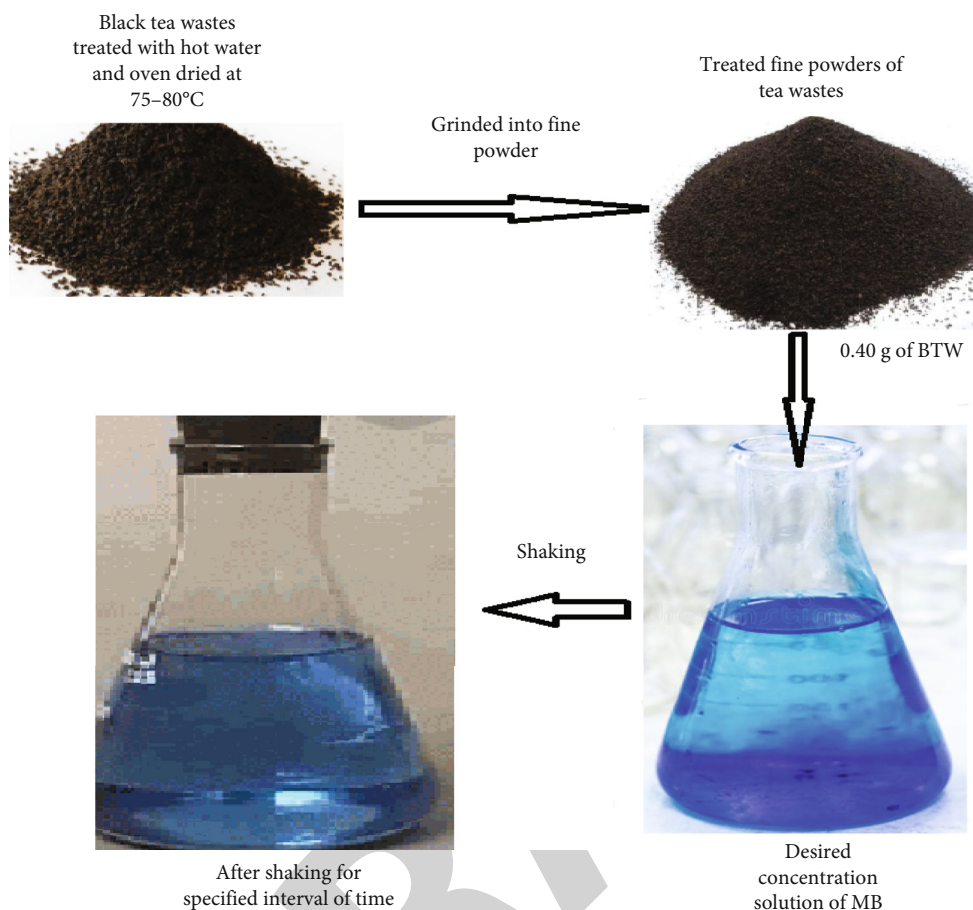 Black tea wastes
treated with hot water
and oven dried at
75–80°C
Grinded into fine
powder
Treated fine powders of
tea wastes
0.40 g of BTW
Shaking
After shaking for
specified interval of time
Desired
concentration
solution of MB